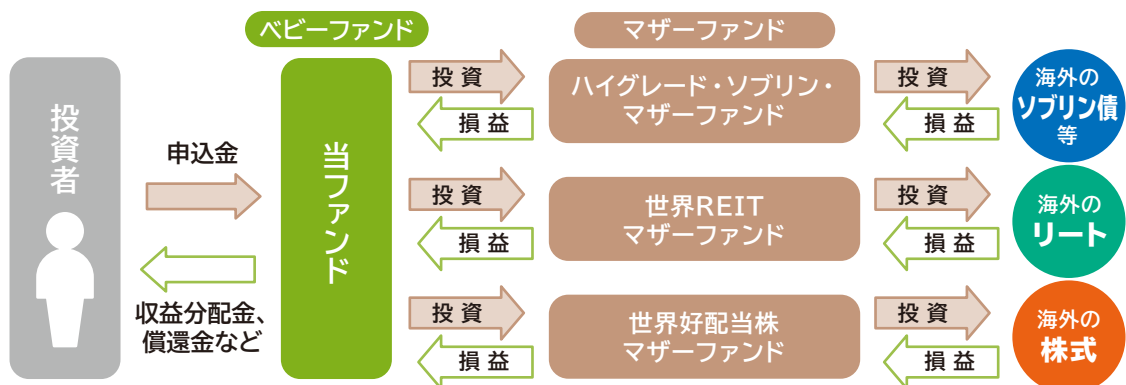 ベビーファンド
マザーファンド
投資者
申込金
収益分配金、
償還金など
当ファンド
投資
損益
ハイグレード・ソブリン・
マザーファンド
投資
損益
海外の
ソブリン債
等
投資
損益
世界REIT
マザーファンド
投資
損益
海外の
リート
投資
損益
世界好配当株
マザーファンド
投資
損益
海外の
株式